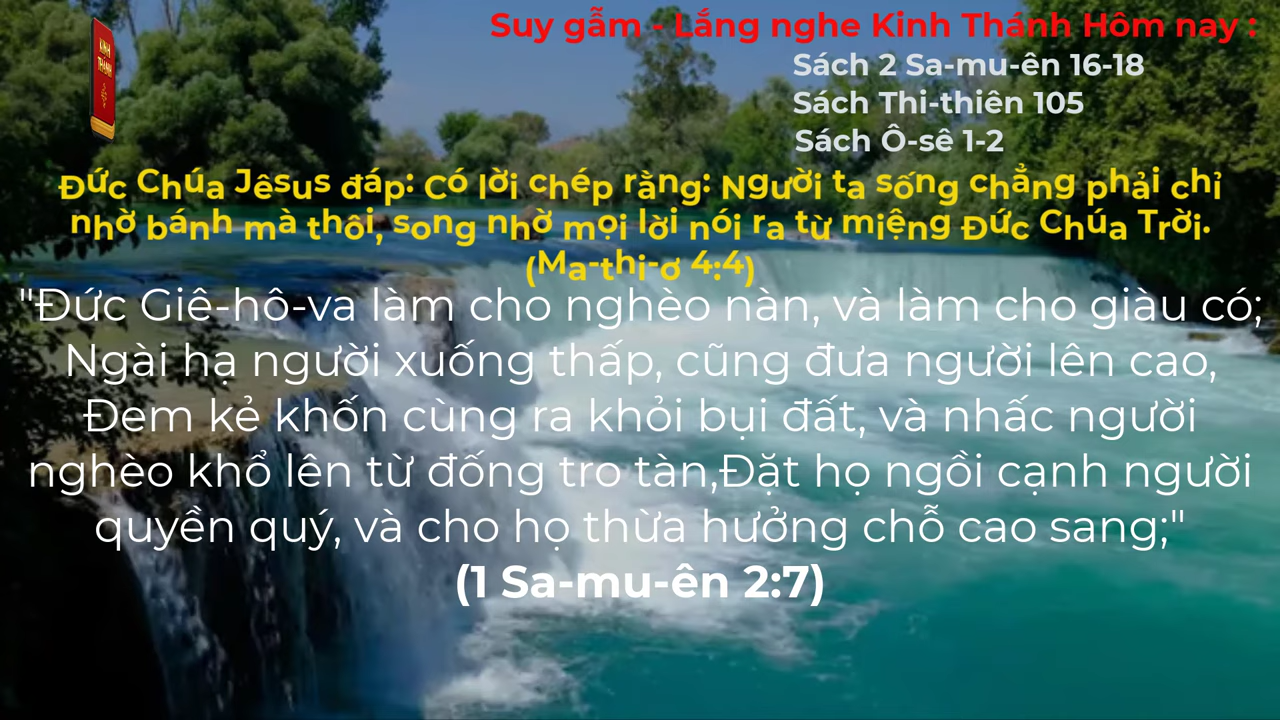 Suy gẫm - Lắng nghe Kinh Thánh Hôm nay :
KINH
THÁNH
Sách 2 Sa-mu-ên 16-18
Sách Thi-thiên 105
Sách Ô-sê 1-2
Đức Chúa Jêsus đáp: Có lời chép rằng: Người ta sống chẳng phải chỉ
nhờ bánh mà thôi, song nhờ mọi lời nói ra từ miệng Đức Chúa Trời.
(Ma-thi-ơ 4:4)
"Đức Giê-hô-va làm cho nghèo nàn, và làm cho giàu có;
Ngài hạ người xuống thấp, cũng đưa người lên cao,
Đem kẻ khốn cùng ra khỏi bụi đất, và nhấc người
nghèo khổ lên từ đống tro tàn,Đặt họ ngồi cạnh người
quyền quý, và cho họ thừa hưởng chỗ cao sang;"
(1 Sa-mu-ên 2:7)